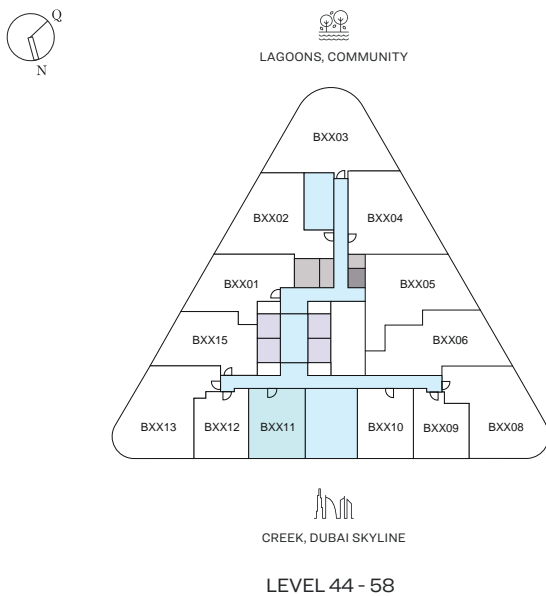 Q
N
LAGOONS, COMMUNITY
BXX03
BXX02 BXX04
BXX01 BXX05
BXX15 BXX06
BXX13 BXX12 BXX11 BXX10 BXX09 BXX08
CREEK, DUBAI SKYLINE
LEVEL 44 - 58